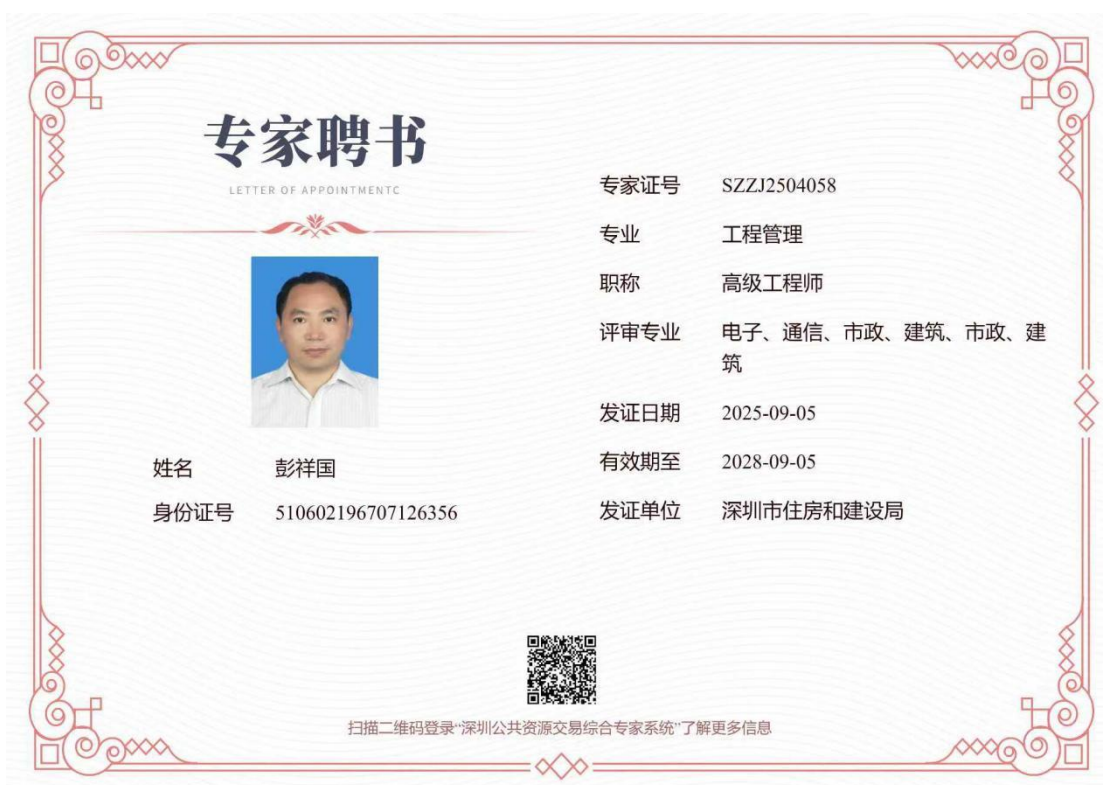 专家聘书
LETTER OF APPOINTMENTC
姓名 彭祥国
身份证号 510602196707126356
专家证号 SZZJ2504058
专业 工程管理
职称 高级工程师
评审专业 电子、通信、市政、建筑、市政、建
筑
发证日期 2025-09-05
有效期至 2028-09-05
发证单位 深圳市住房和建设局
扫描二维码登录“深圳公共资源交易综合专家系统”了解更多信息